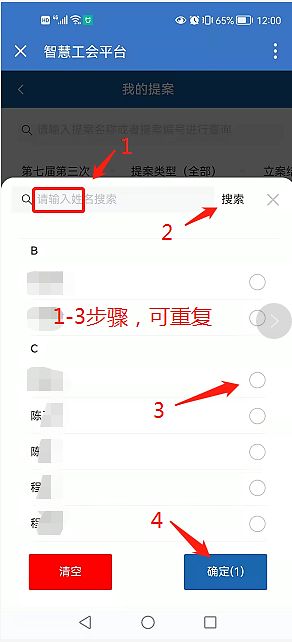 HD 46 65% 12:00
智慧工会平台
我的提案
请输入提案名称或者提案编号进行查询
第七届第三次 提案类型（全部） 立案
1
请输入姓名搜索 搜索
2
B
1-3步骤，可重复
C
3
陈
陈
程
4
程
清空 确定(1)